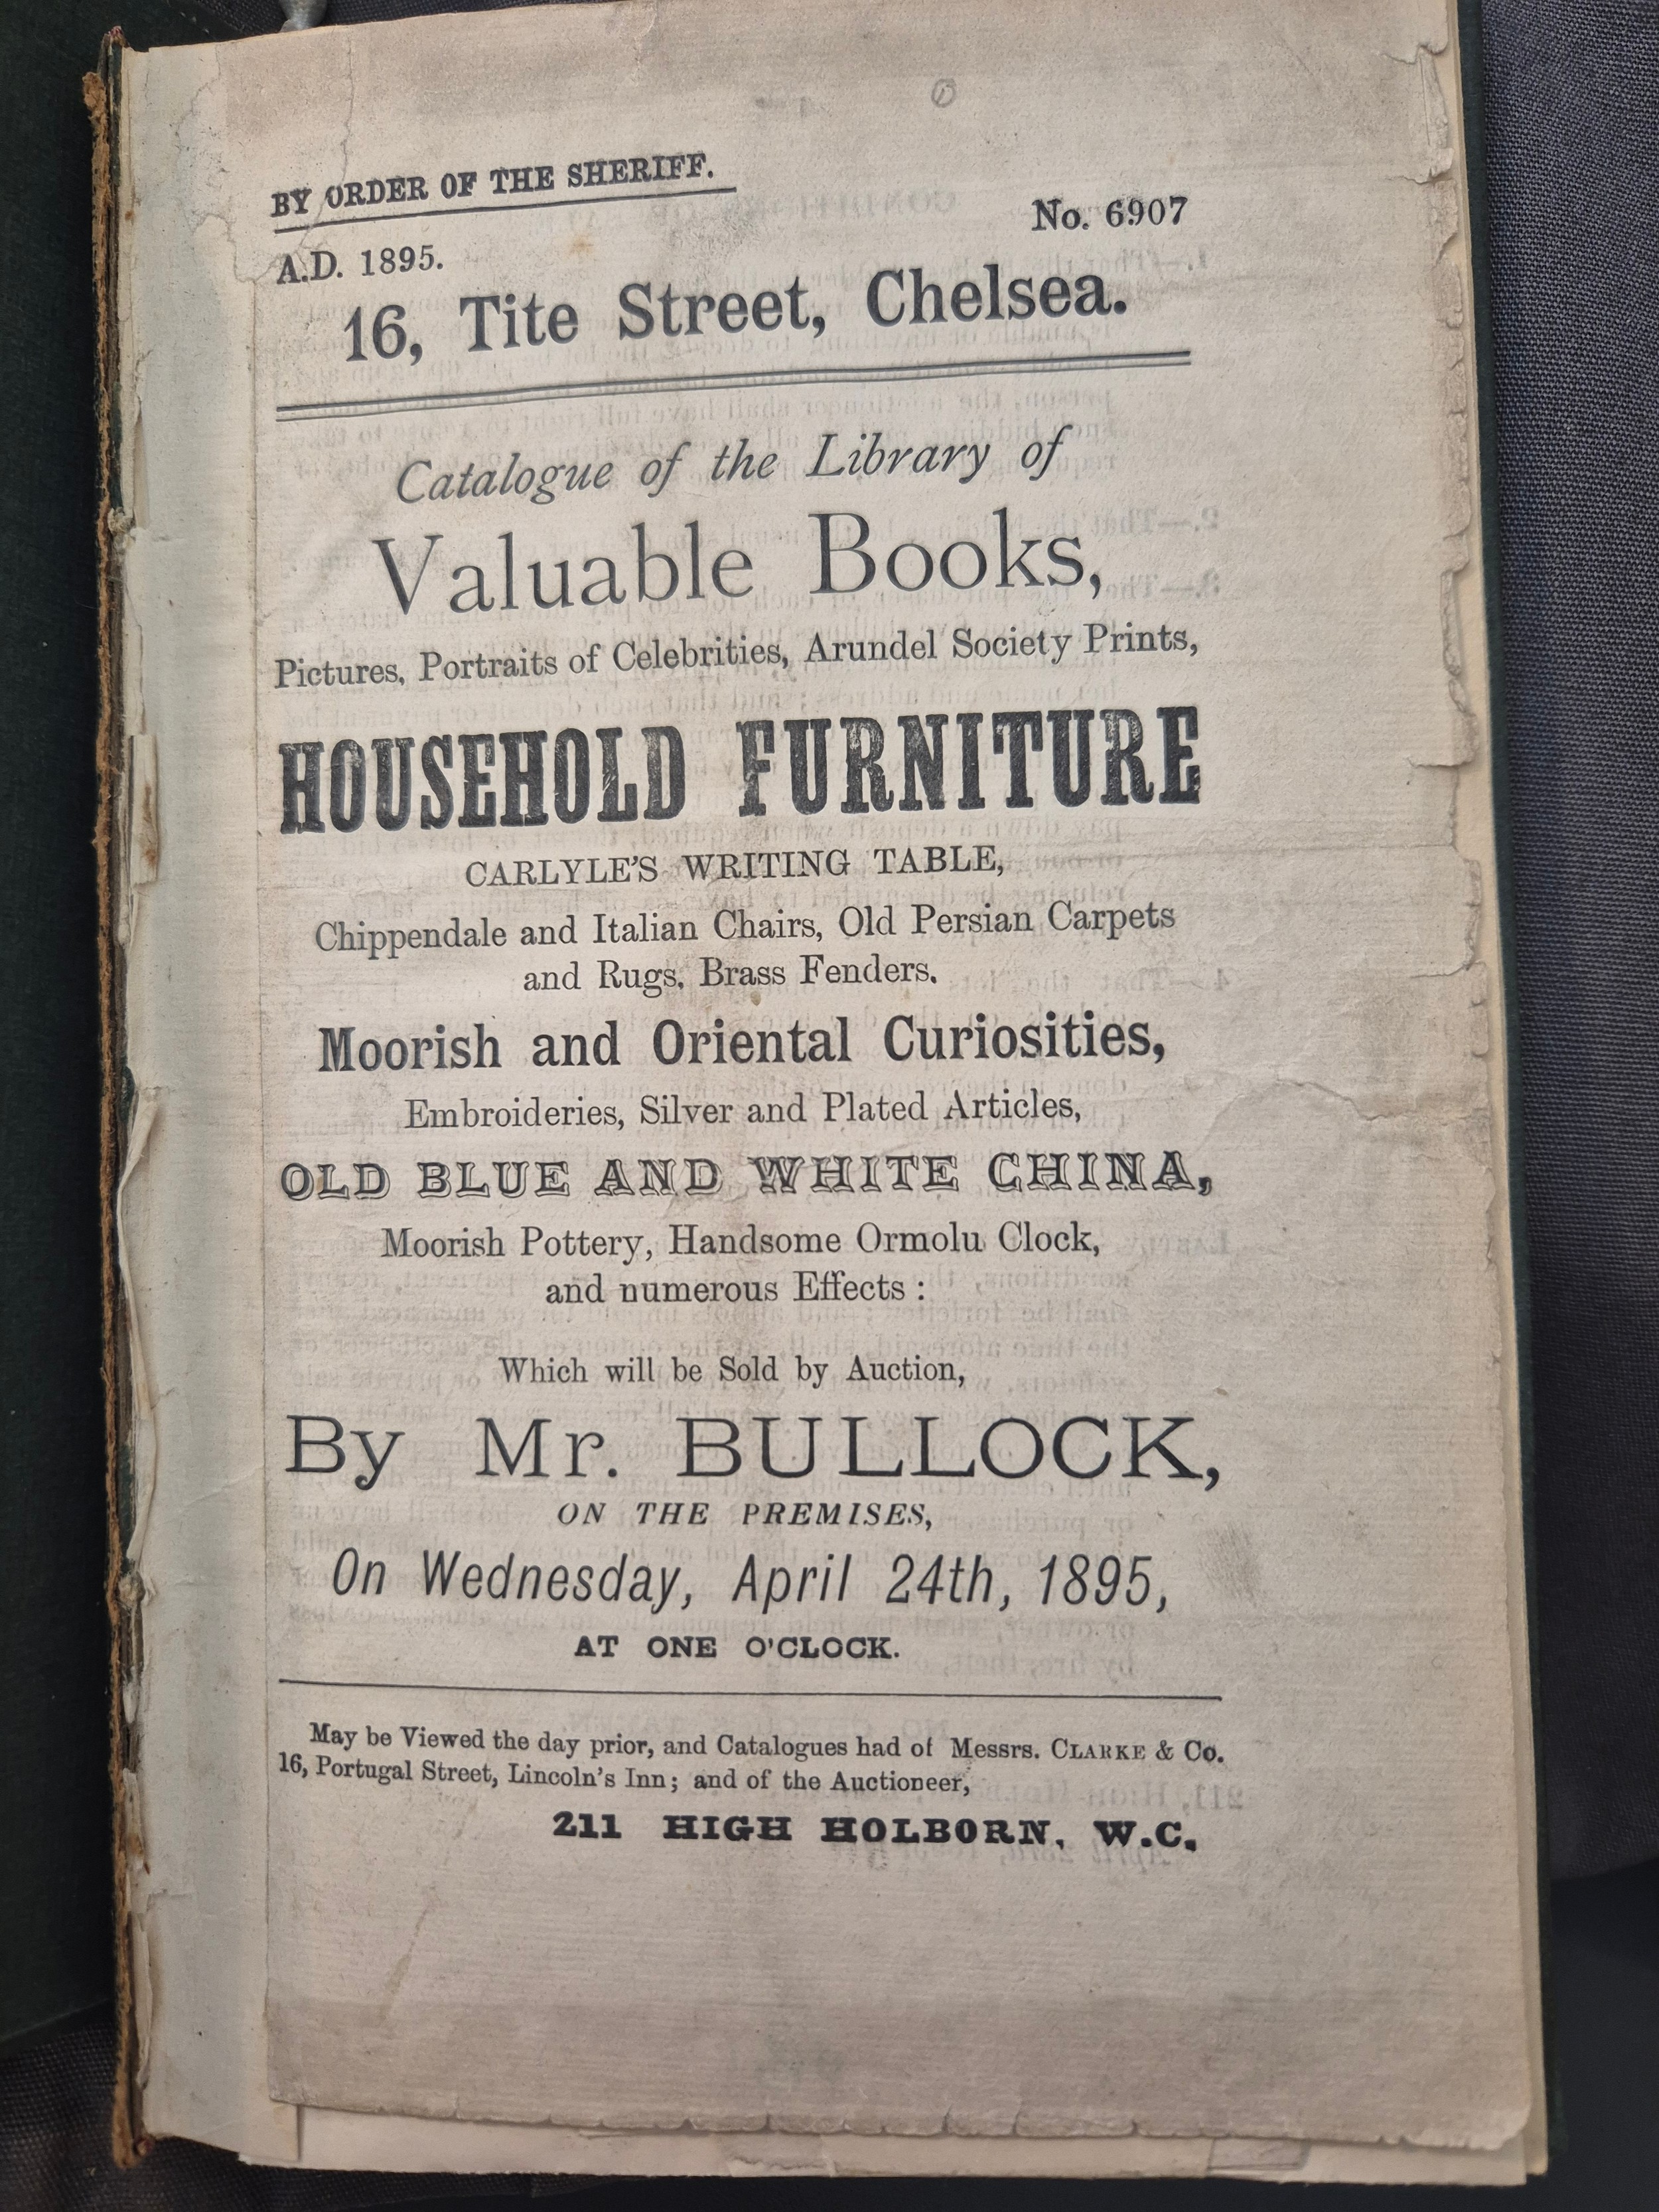 BY ORDER OF THE SHERIFF.
No. 6907
A.D. 1895.
16, Tite Street, Chelsea.
Catalogue of the Library of
Valuable Books,
Pictures, Portraits of Celebrities, Arundel Society Prints,
HOUSEHOLD FURNITURE
CARLYLE'S WRITING TABLE,
Chippendale and Italian Chairs, Old Persian Carpets
and Rugs, Brass Fenders.
Moorish and Oriental Curiosities,
Embroideries, Silver and Plated Articles,
OLD BLUE AND WHITE CHINA,
Moorish Pottery, Handsome Ormolu Clock,
and numerous Effects :
Which will be Sold by Auction,
By Mr. BULLOCK,
ON THE PREMISES,
On Wednesday, April 24th, 1895,
AT ONE O'CLOCK.
May be Viewed the day prior, and Catalogues had of Messrs. CLARKE & Co.
16, Portugal Street, Lincoln's Inn; and of the Auctioneer,
211 HIGH HOLBORN, W.C.